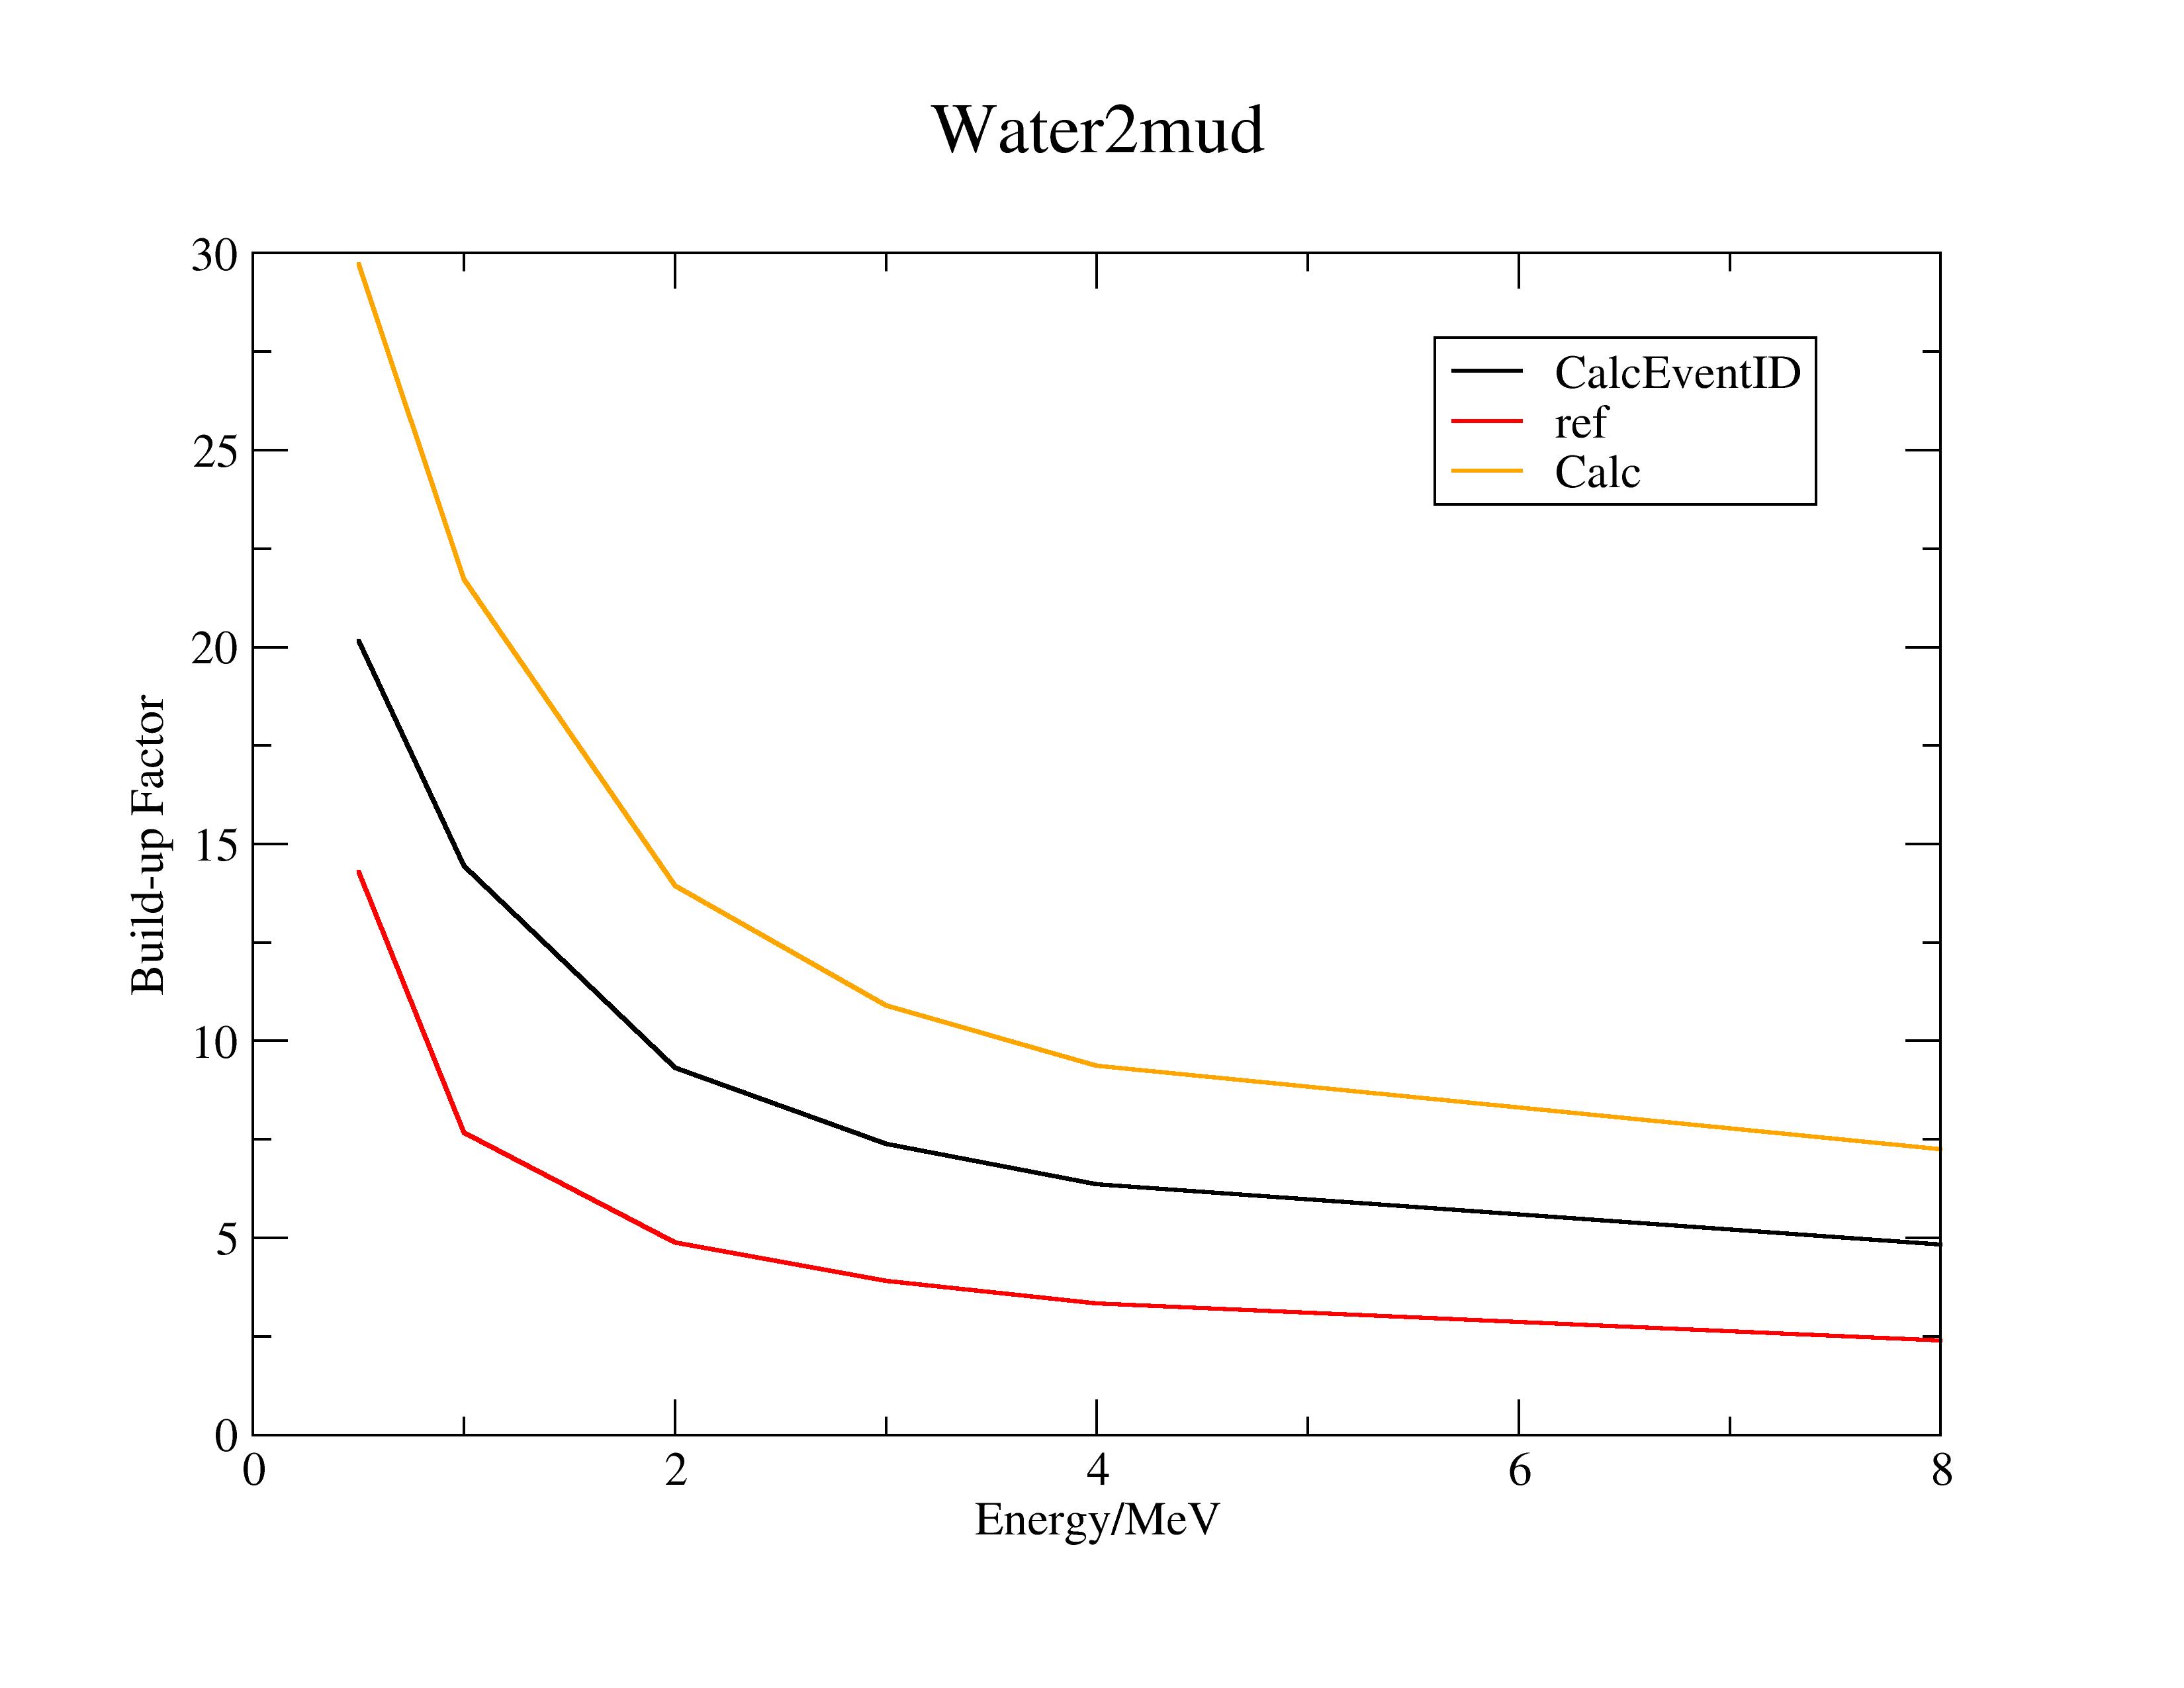 Water2mud
30
25
20
15
10
5
0
Build-up Factor
CalcEventID
ref
Calc
0 2 4 6 8
Energy/MeV